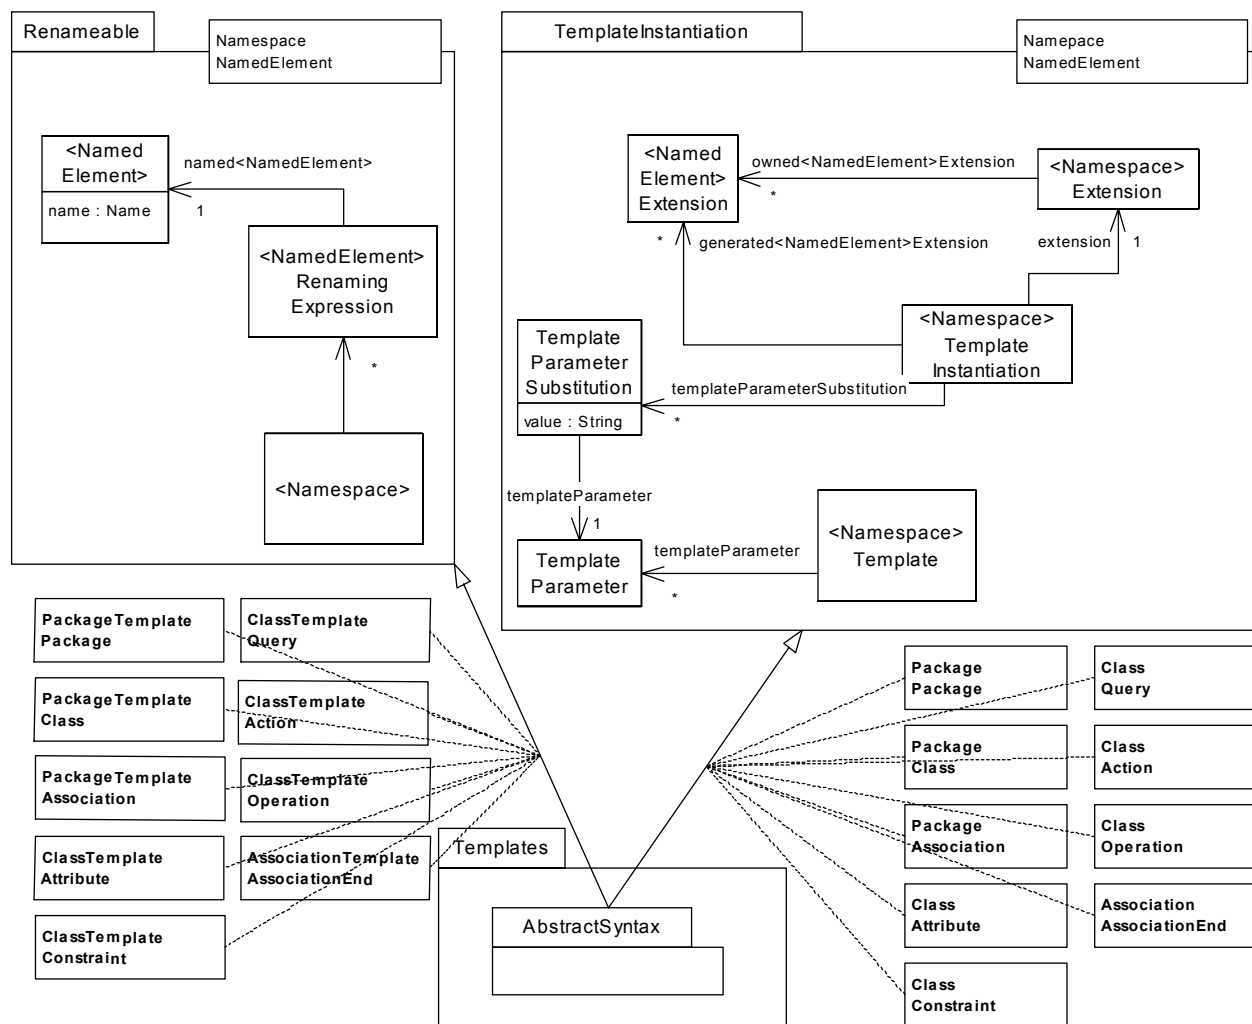 Renameable
Namespace
NamedElement
<Named
Element>
name : Name
named<NamedElement>
1
<NamedElement>
Renaming
Expression
*
<Namespace>
TemplateInstantiation
Namepace
NamedElement
<Named
Element>
Extension
owned<NamedElement>Extension
*
<Namespace>
Extension
*
generated<NamedElement>Extension
extension
1
<Namespace>
Template
Instantiation
Template
Parameter
Substitution
value : String
templateParameterSubstitution
*
templateParameter
1
Template
Parameter
templateParameter
*
<Namespace>
Template
PackageTemplate
Package
ClassTemplate
Query
PackageTemplate
Class
ClassTemplate
Action
PackageTemplate
Association
ClassTemplate
Operation
ClassTemplate
Attribute
AssociationTemplate
AssociationEnd
ClassTemplate
Constraint
Templates
AbstractSyntax
Package
Package
Class
Query
Package
Class
Class
Action
Package
Association
Class
Operation
Class
Attribute
Association
AssociationEnd
Class
Constraint